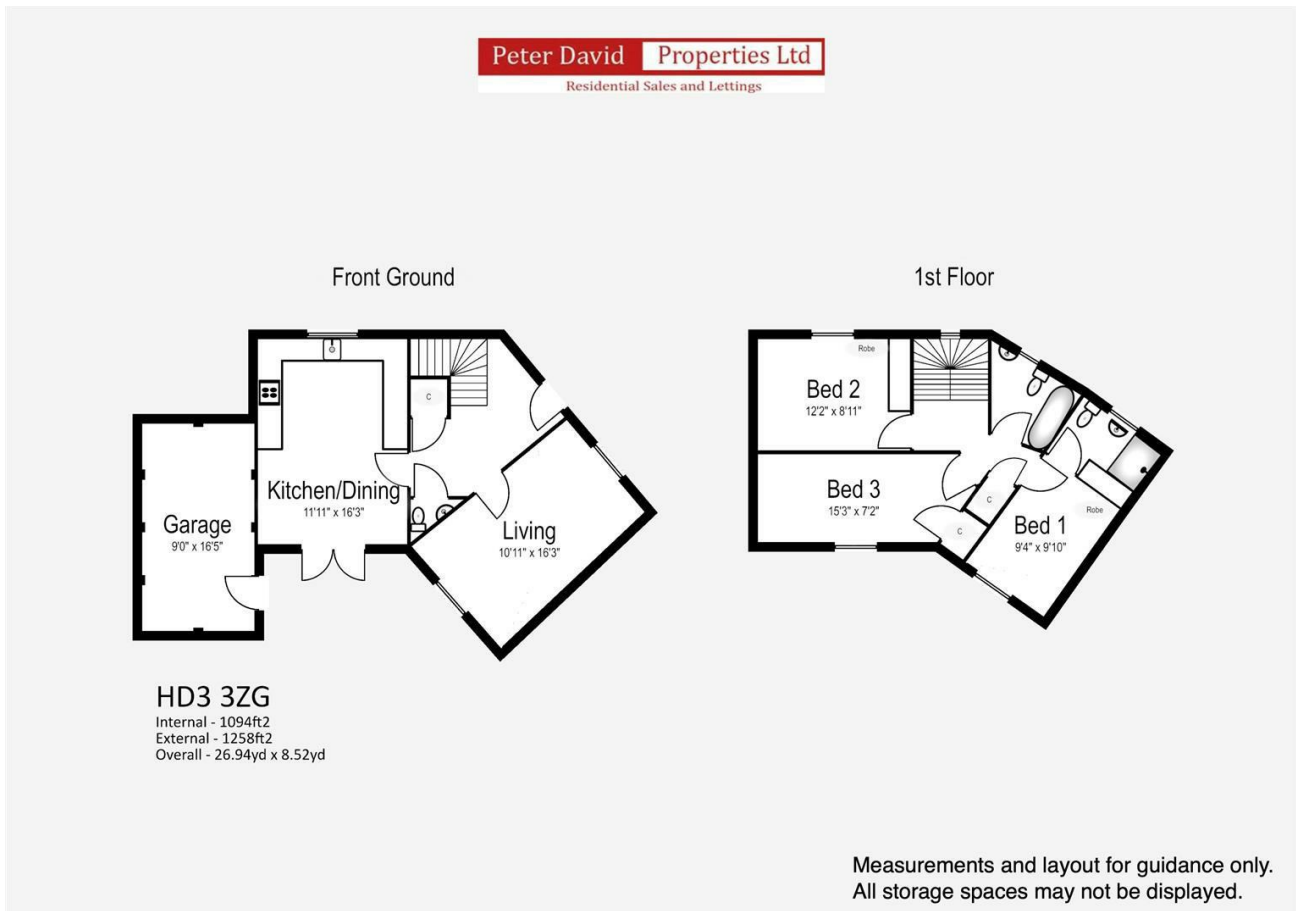 Peter David Properties Ltd
Residential Sales and Lettings
Front Ground
1st Floor
C
Kitchen/Dining
11'11" x 16'3"
Garage
9'0" x 16'5"
Living
10'11" x 16'3"
Robe
Bed 2
12'2" x 8'11"
Bed 3
15'3" x 7'2"
C
C
Robe
Bed 1
9'4" x 9'10"
HD3 3ZG
Internal - 1094ft2
External - 1258ft2
Overall - 26.94yd x 8.52yd
Measurements and layout for guidance only.
All storage spaces may not be displayed.